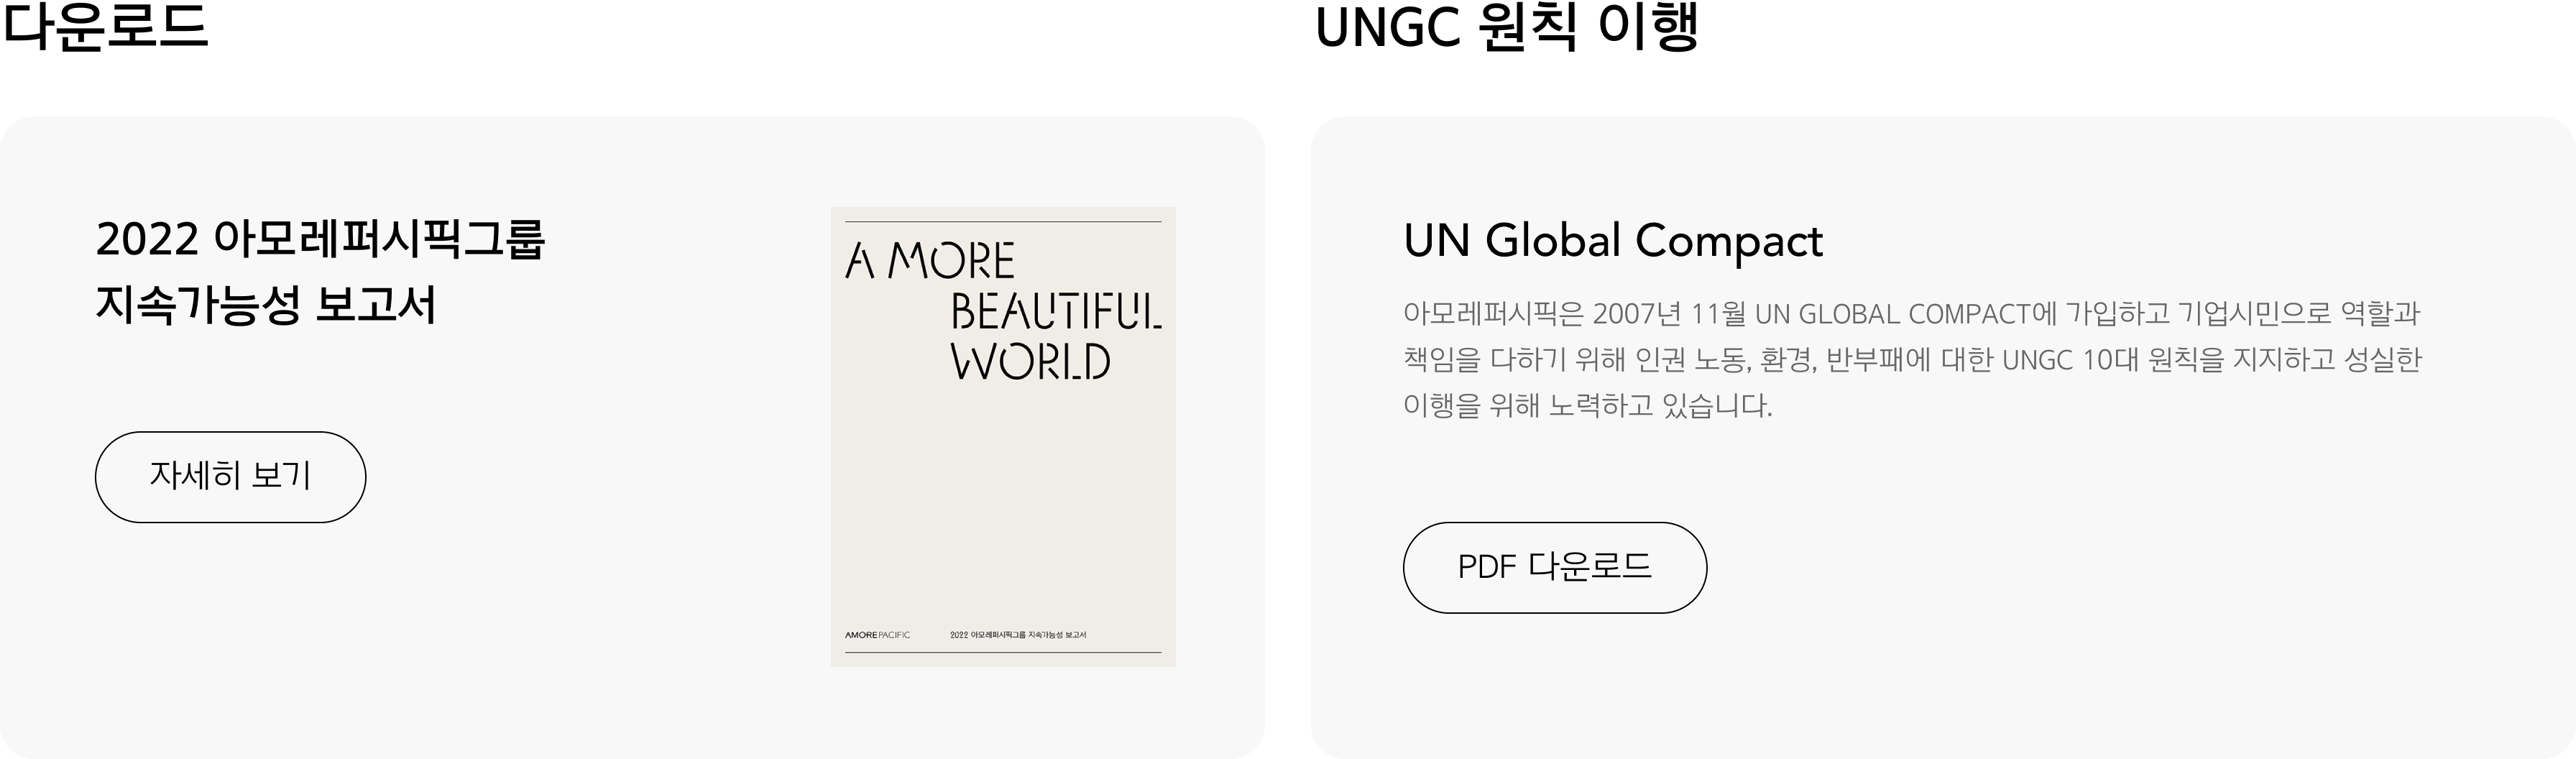 다운로드
2022 아모레퍼시픽그룹
지속가능성 보고서
자세히 보기
A MORE
BEAUTIFUL
WORLD
AMOREPACIFIC
2022 아모레퍼시픽그룹 지속가능성 보고서
UNGC 원칙 이행
UN Global Compact
아모레퍼시픽은 2007년 11월 UN GLOBAL COMPACT에 가입하고 기업시민으로 역할과
책임을 다하기 위해 인권 노동, 환경, 반부패에 대한 UNGC 10대 원칙을 지지하고 성실한
이행을 위해 노력하고 있습니다.
PDF 다운로드